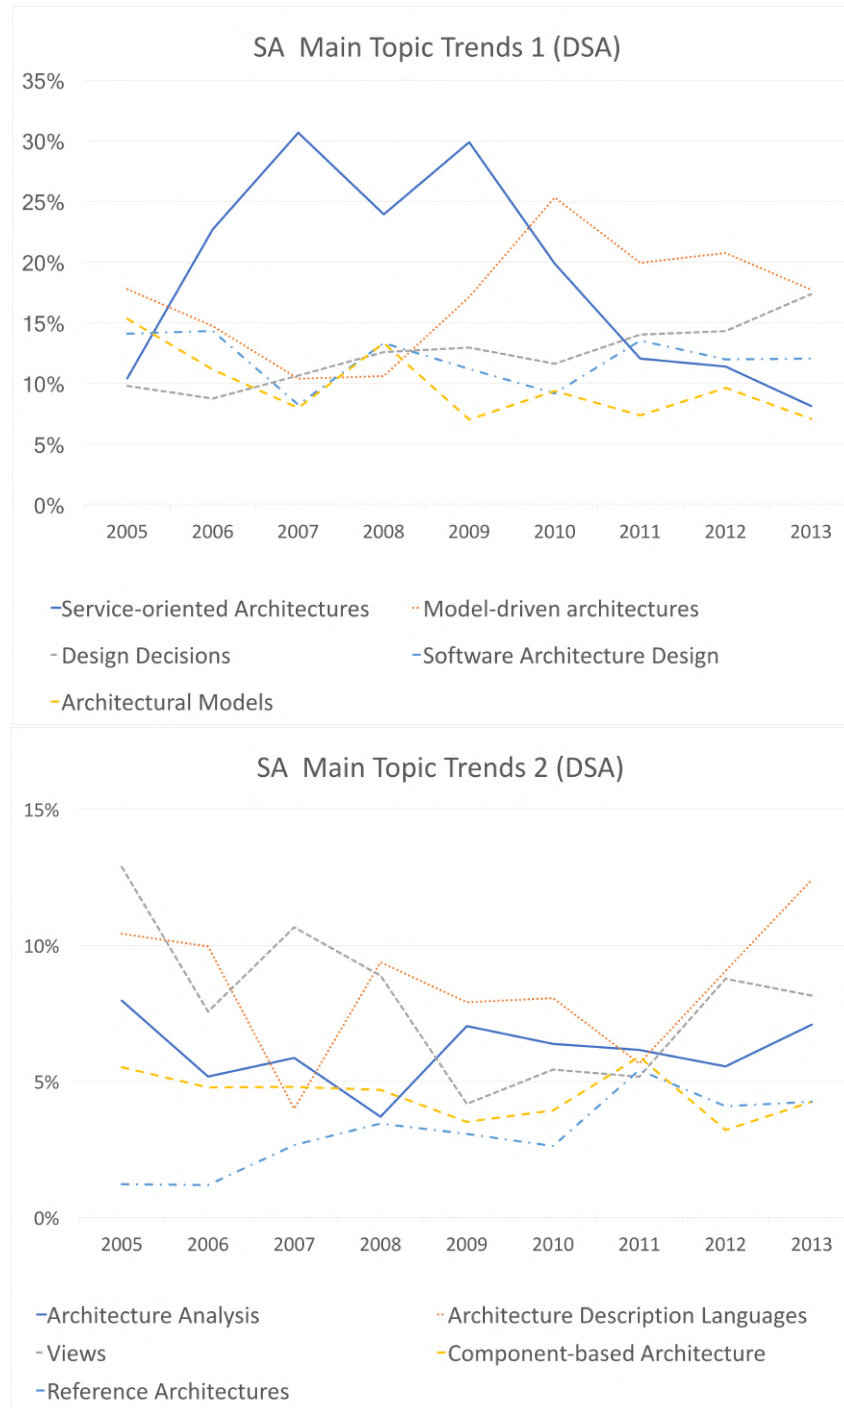 SA  Main Topic Trends 1 (DSA)
35%
30%
25%
20%
15%
10%
5%
0%
2005 2006 2007 2008 2009 2010 2011 2012 2013
Service-oriented Architectures Model-driven architectures
Design Decisions Software Architecture Design
Architectural Models
SA  Main Topic Trends 2 (DSA)
15%
10%
5%
0%
2005 2006 2007 2008 2009 2010 2011 2012 2013
Architecture Analysis Architecture Description Languages
Views Component-based Architecture
Reference Architectures